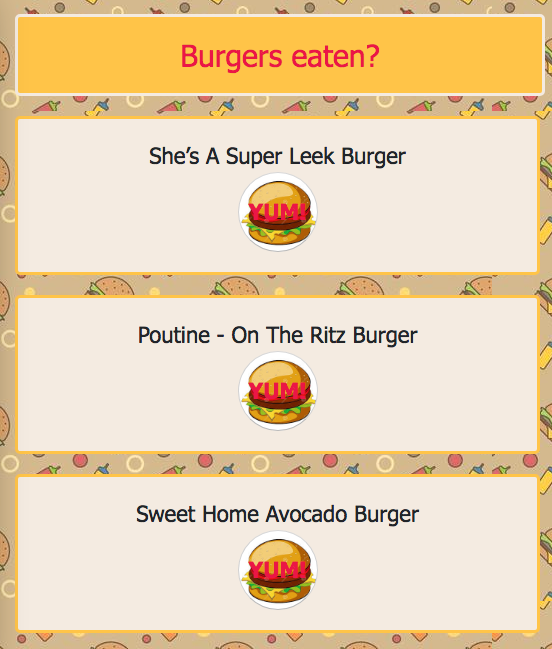 Burgers eaten?
She’s A Super Leek Burger
YUM!
Poutine - On The Ritz Burger
YUM!
Sweet Home Avocado Burger
YUM!